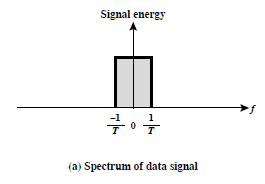 Signal energy
f
–1/T 0 1/T
(a) Spectrum of data signal